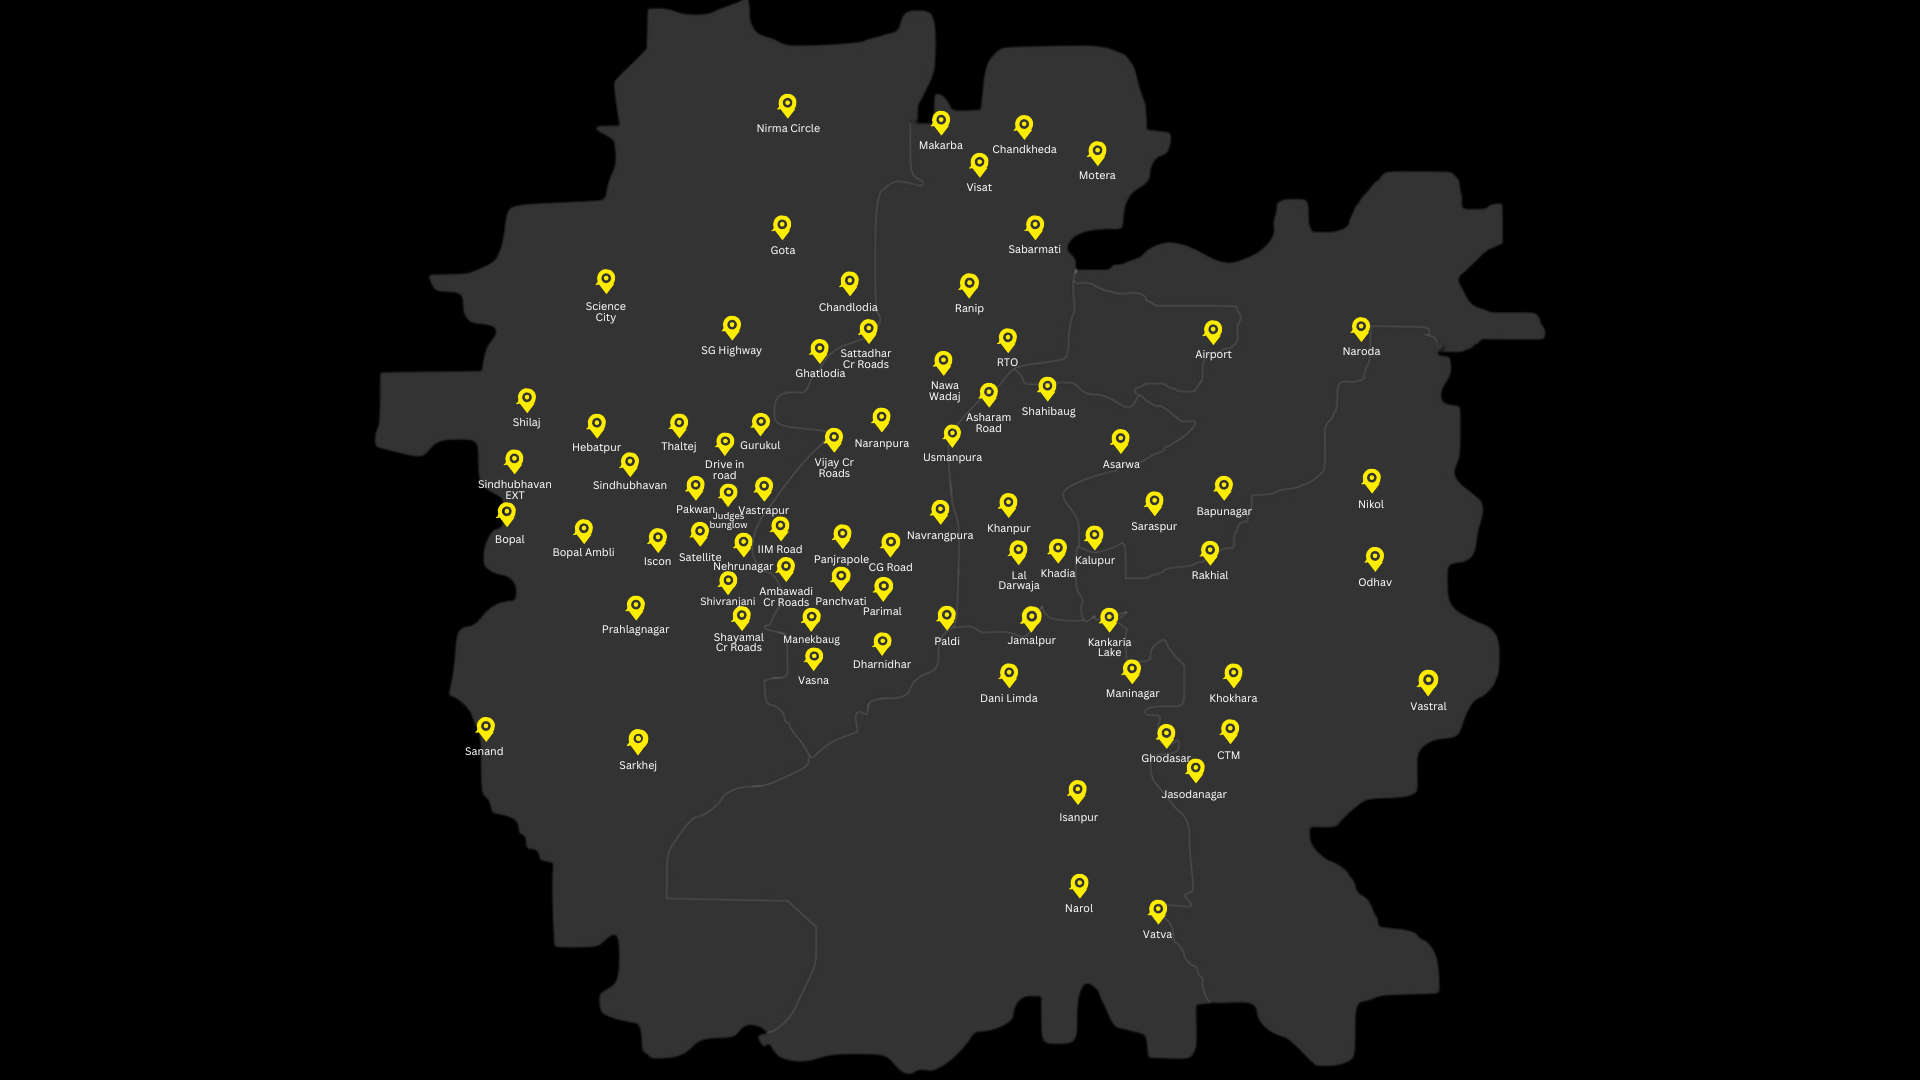 Nirma Circle
Makarba
Chandkheda
Motera
Visat
Gota
Sabarmati
Science
City
Chandlodia
Ranip
SG Highway
Sattadhar
Cr Roads
Ghatlodia
RTO
Airport
Naroda
Nawa
Wadaj
Asharam
Road
Shahibaug
Shilaj
Hebatpur
Thaltej
Gurukul
Drive in
road
Vijay Cr
Roads
Naranpura
Usmanpura
Asarwa
Sindhubhavan
EXT
Sindhubhavan
Pakwan
Judges
bunglow
Vastrapur
Navrangpura
Khanpur
Saraspur
Bapunagar
Nikol
Bopal
Bopal Ambli
Iscon
Satellite
Nehrunagar
IIM Road
Panjrapole
CG Road
Lal
Darwaja
Khadia
Kalupur
Rakhial
Odhav
Shivranjani
Ambawadi
Cr Roads
Panchvati
Parimal
Prahlagnagar
Shayamal
Cr Roads
Manekbaug
Dharnidhar
Paldi
Jamalpur
Kankaria
Lake
Vasna
Dani Limda
Maninagar
Khokhara
Vastral
Sanand
Sarkhej
Ghodasar
CTM
Jasodanagar
Isanpur
Narol
Vatva